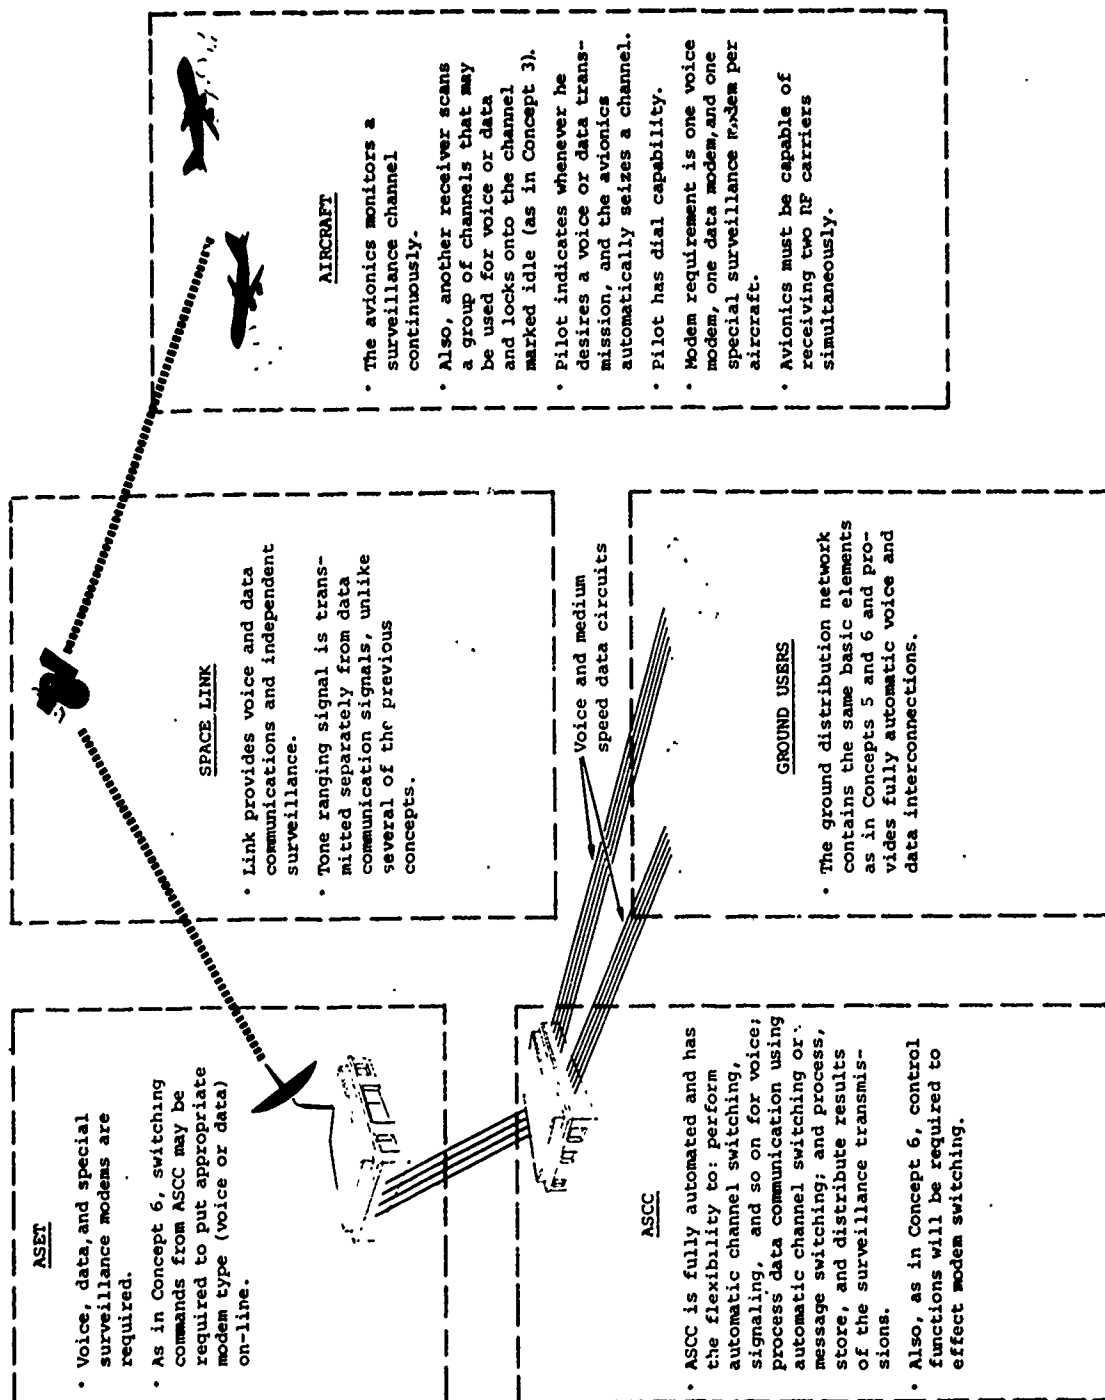 ASET
· Voice, data, and special
surveillance modems are
required.
· As in Concept 6, switching
commands from ASCC may be
required to put appropriate
modem type (voice or data)
on-line.
SPACE LINK
· Link provides voice and data
communications and independent
surveillance.
· Tone ranging signal is trans-
mitted separately from data
communication signals, unlike
several of the previous
concepts.
AIRCRAFT
· The avionics monitors a
surveillance channel
continuously.
· Also, another receiver scans
a group of channels that may
be used for voice or data
and locks onto the channel
marked idle (as in Concept 3).
· Pilot indicates whenever he
desires a voice or data trans-
mission, and the avionics
automatically seizes a channel.
· Pilot has dial capability.
· Modem requirement is one voice
modem, one data modem, and one
special surveillance modem per
aircraft.
· Avionics must be capable of
receiving two RF carriers
simultaneously.
ASCC
· ASCC is fully automated and has
the flexibility to: perform
automatic channel switching,
signaling, and so on for voice;
process data communication using
automatic channel switching or
message switching; and process,
store, and distribute results
of the surveillance transmis-
sions.
· Also, as in Concept 6, control
functions will be required to
effect modem switching.
Voice and medium
speed data circuits
GROUND USERS
· The ground distribution network
contains the same basic elements
as in Concepts 5 and 6 and pro-
vides fully automatic voice and
data interconnections.